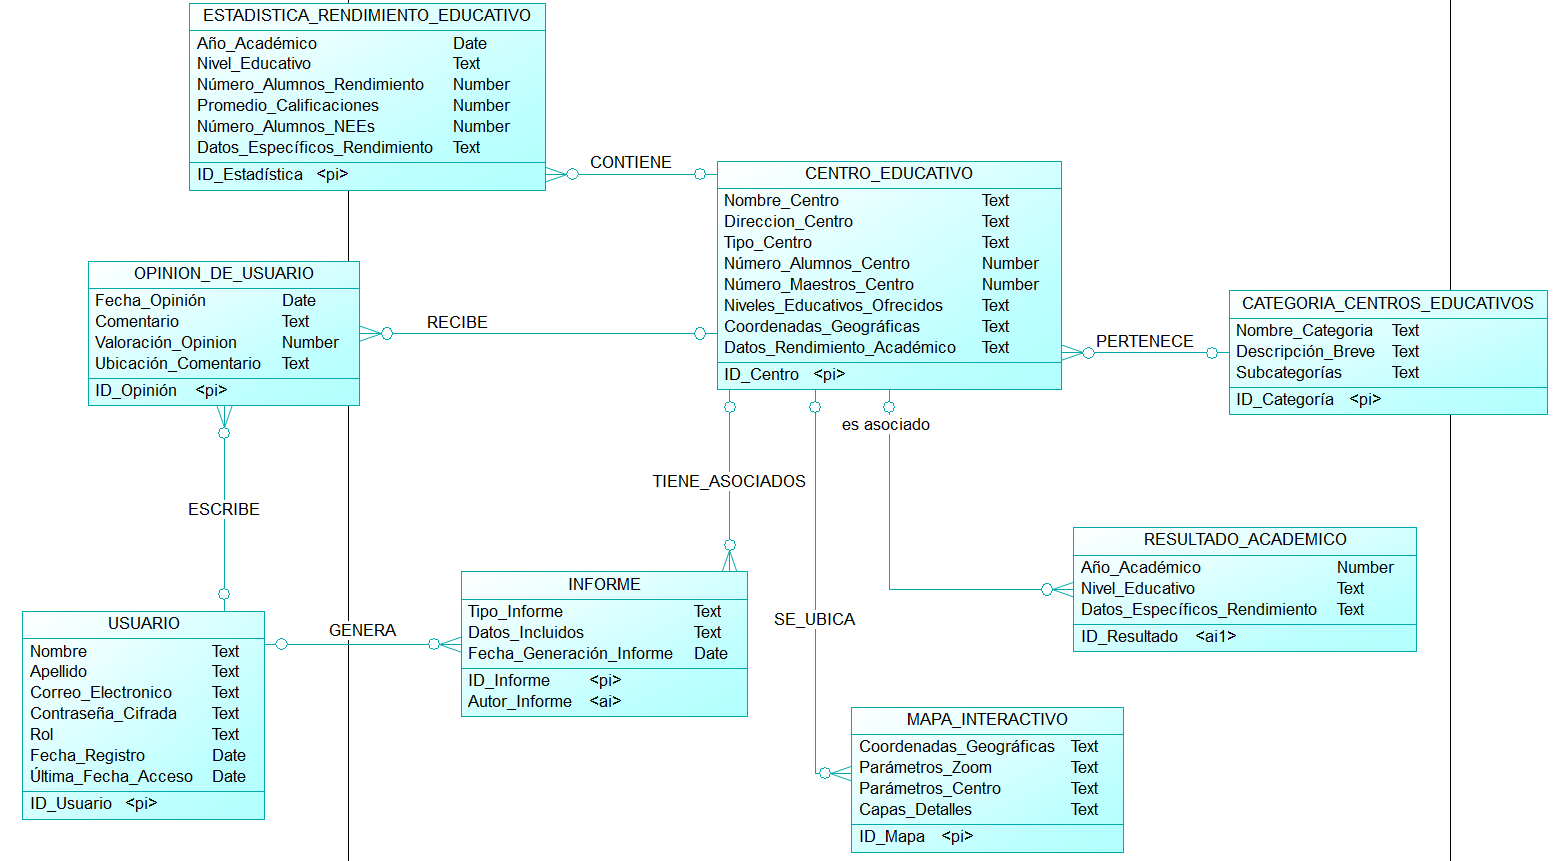 ESTADISTICA_RENDIMIENTO_EDUCATIVO
Año_Académico Date
Nivel_Educativo Text
Número_Alumnos_Rendimiento Number
Promedio_Calificaciones Number
Número_Alumnos_NEEs Number
Datos_Específicos_Rendimiento Text
ID_Estadística <pi>
CONTIENE
CENTRO_EDUCATIVO
Nombre_Centro Text
Direccion_Centro Text
Tipo_Centro Text
Número_Alumnos_Centro Number
Número_Maestros_Centro Number
Niveles_Educativos_Ofrecidos Text
Coordenadas_Geográficas Text
Datos_Rendimiento_Académico Text
ID_Centro <pi>
OPINION_DE_USUARIO
Fecha_Opinión Date
Comentario Text
Valoración_Opinion Number
Ubicación_Comentario Text
ID_Opinión <pi>
RECIBE
PERTENECE
CATEGORIA_CENTROS_EDUCATIVOS
Nombre_Categoria Text
Descripción_Breve Text
Subcategorías Text
ID_Categoría <pi>
es asociado
TIENE_ASOCIADOS
ESCRIBE
RESULTADO_ACADEMICO
Año_Académico Number
Nivel_Educativo Text
Datos_Específicos_Rendimiento Text
ID_Resultado <ai1>
INFORME
Tipo_Informe Text
Datos_Incluidos Text
Fecha_Generación_Informe Date
ID_Informe <pi>
Autor_Informe <ai>
SE_UBICA
GENERA
USUARIO
Nombre Text
Apellido Text
Correo_Electronico Text
Contraseña_Cifrada Text
Rol Text
Fecha_Registro Date
Última_Fecha_Acceso Date
ID_Usuario <pi>
MAPA_INTERACTIVO
Coordenadas_Geográficas Text
Parámetros_Zoom Text
Parámetros_Centro Text
Capas_Detalles Text
ID_Mapa <pi>